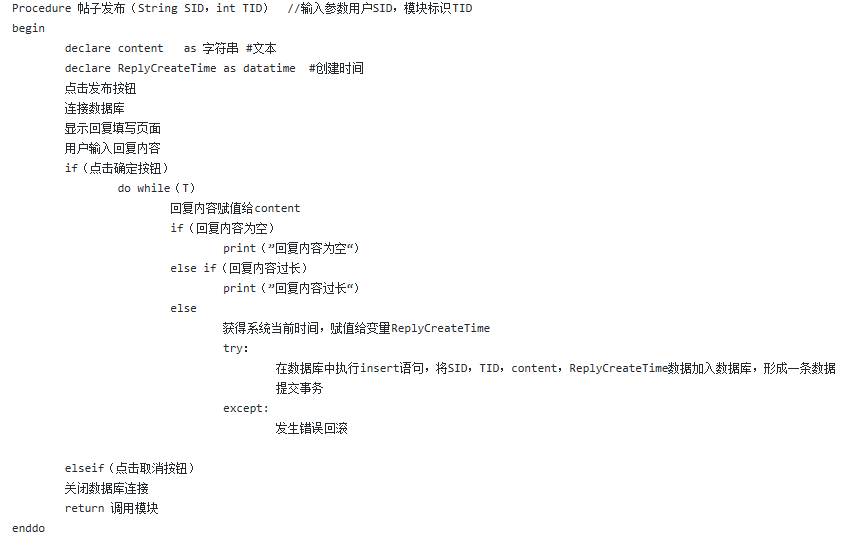 Procedure 帖子发布（String SID，int TID）  //输入参数用户SID，模块标识TID
begin
declare content   as 字符串 #文本
declare ReplyCreateTime as datatime  #创建时间
点击发布按钮
连接数据库
显示回复填写页面
用户输入回复内容
if（点击确定按钮）
do while（T）
回复内容赋值给content
if（回复内容为空）
print（”回复内容为空“）
else if（回复内容过长）
print（”回复内容过长“）
else
获得系统当前时间，赋值给变量ReplyCreateTime
try:
在数据库中执行insert语句，将SID，TID，content，ReplyCreateTime数据加入数据库，形成一条数据
提交事务
except:
发生错误回滚
elseif（点击取消按钮）
关闭数据库连接
return 调用模块
enddo